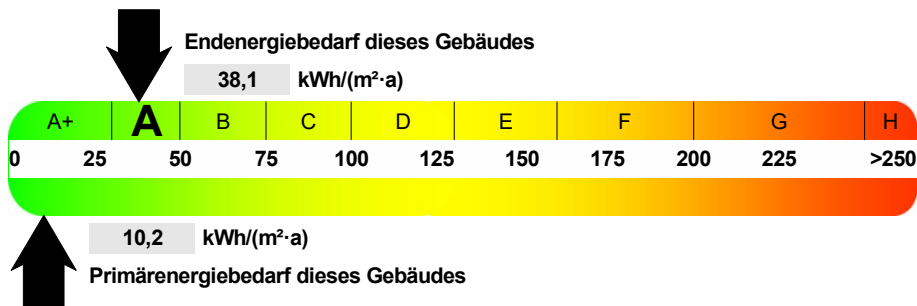 Endenergiebedarf dieses Gebäudes
38,1 kWh/(m²·a)
A+ A B C D E F G H
0 25 50 75 100 125 150 175 200 225 >250
10,2 kWh/(m²·a)
Primärenergiebedarf dieses Gebäudes